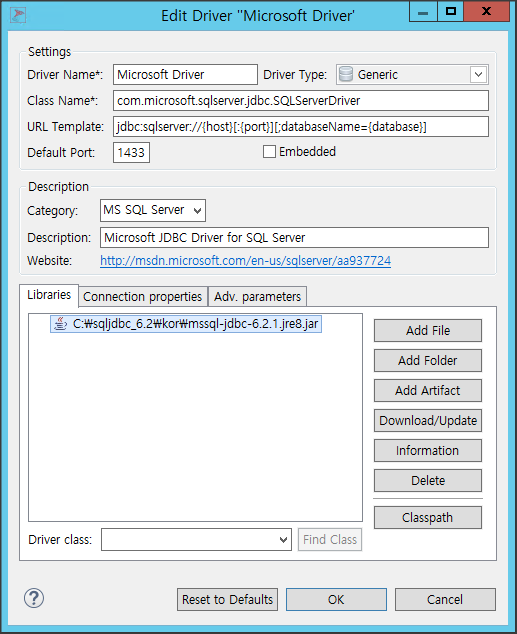 Edit Driver "Microsoft Driver'
Settings
Driver Name*: Microsoft Driver Driver Type: Generic
Class Name*: com.microsoft.sqlserver.jdbc.SQLServerDriver
URL Template: jdbc:sqlserver://{host}[:{port}][;databaseName={database}]
Default Port: 1433 Embedded
Description
Category: MS SQL Server
Description: Microsoft JDBC Driver for SQL Server
Website: http://msdn.microsoft.com/en-us/sqlserver/aa937724
Libraries Connection properties Adv. parameters
C:₩sqljdbc_6.2₩kor₩mssql-jdbc-6.2.1.jre8.jar
Add File
Add Folder
Add Artifact
Download/Update
Information
Delete
Classpath
Driver class: Find Class
? Reset to Defaults OK Cancel